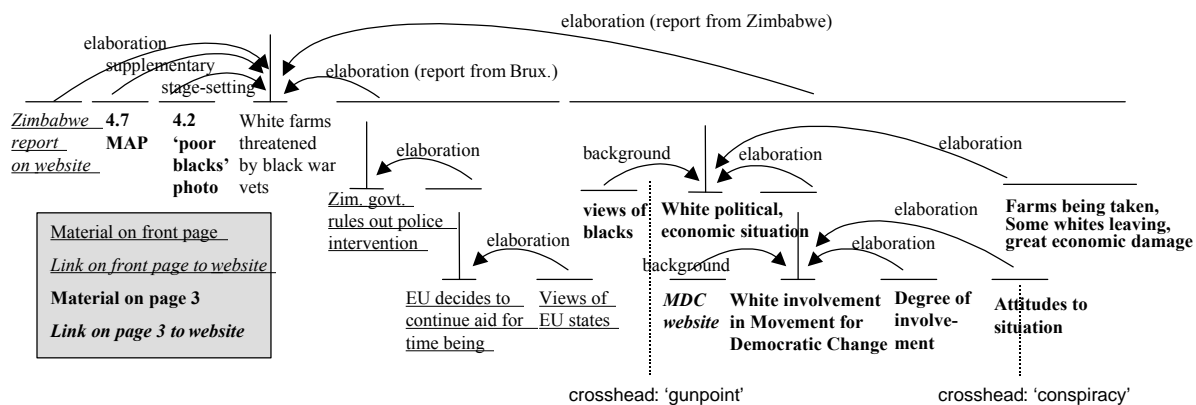 elaboration (report from Zimbabwe)
elaboration
supplementary
stage-setting
elaboration (report from Brux.)
Zimbabwe
report
on website
4.7
MAP
4.2
‘poor
blacks’
photo
White farms
threatened
by black war
vets
elaboration
background
elaboration
elaboration
Zim. govt.
rules out police
intervention
views of
blacks
White political,
economic situation
Farms being taken,
Some whites leaving,
great economic damage
Material on front page
Link on front page to website
Material on page 3
Link on page 3 to website
elaboration
background
elaboration
elaboration
EU decides to
continue aid for
time being
Views of
EU states
MDC
website
White involvement
in Movement for
Democratic Change
Degree of
involve-
ment
Attitudes to
situation
crosshead: ‘gunpoint’
crosshead: ‘conspiracy’